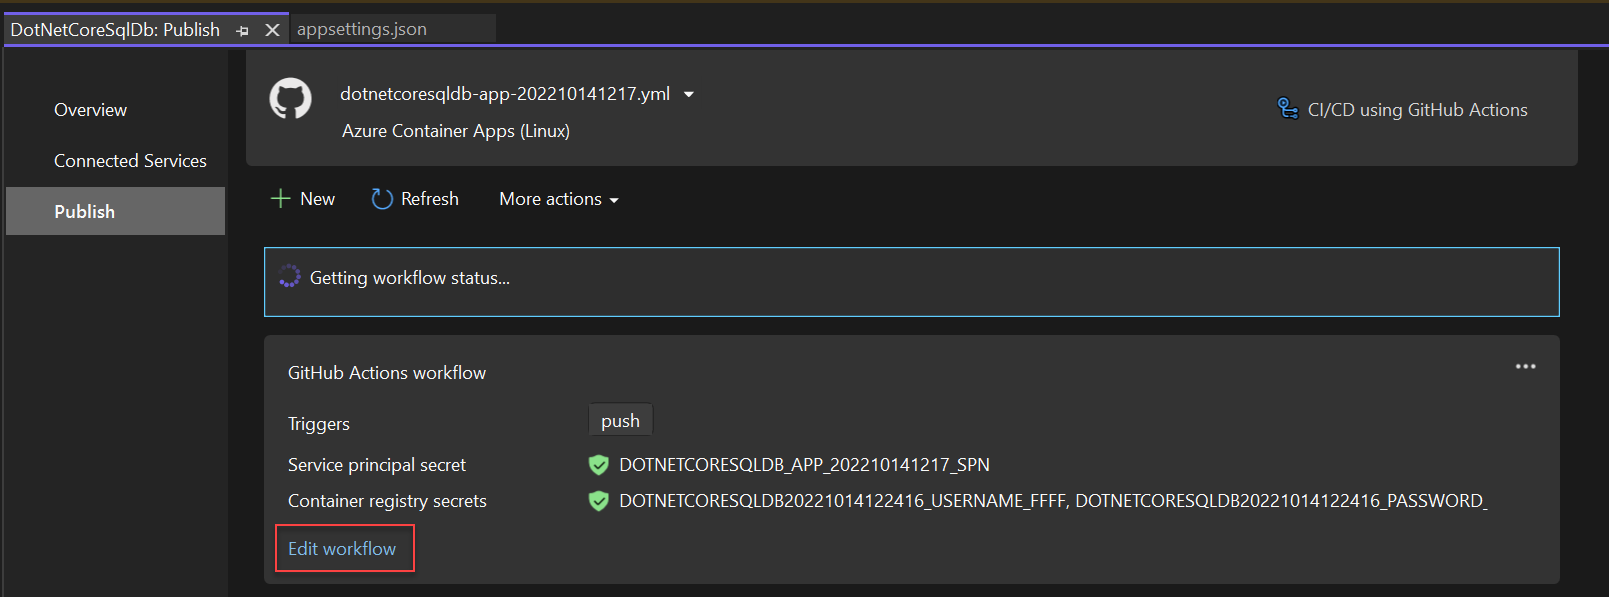 DotNetCoreSqlDb: Publish
appsettings.json
Overview
Connected Services
Publish
dotnetcoresqldb-app-202210141217.yml
Azure Container Apps (Linux)
CI/CD using GitHub Actions
New
Refresh
More actions
Getting workflow status...
GitHub Actions workflow
Triggers
push
Service principal secret
DOTNETCORESQLDB_APP_202210141217_SPN
Container registry secrets
DOTNETCORESQLDB20221014122416_USERNAME_FFFF, DOTNETCORESQLDB20221014122416_PASSWORD_
Edit workflow